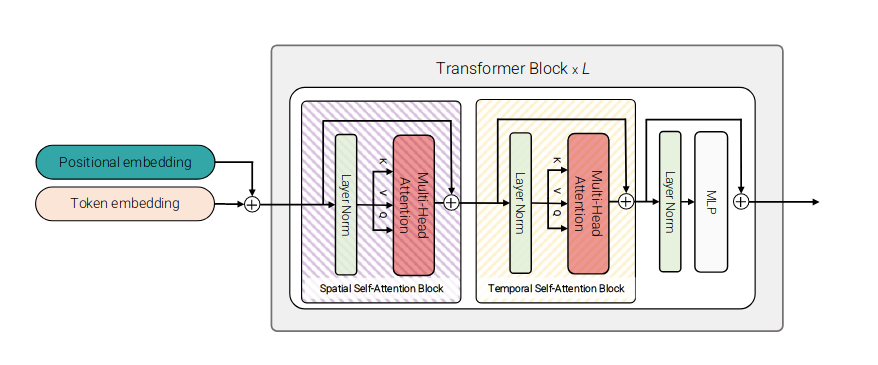 Transformer Block x L
Positional embedding
Token embedding
Layer Norm
K
V
Q
Multi-Head
Attention
Spatial Self-Attention Block
Layer Norm
K
V
Q
Multi-Head
Attention
Temporal Self-Attention Block
Layer Norm
MLP